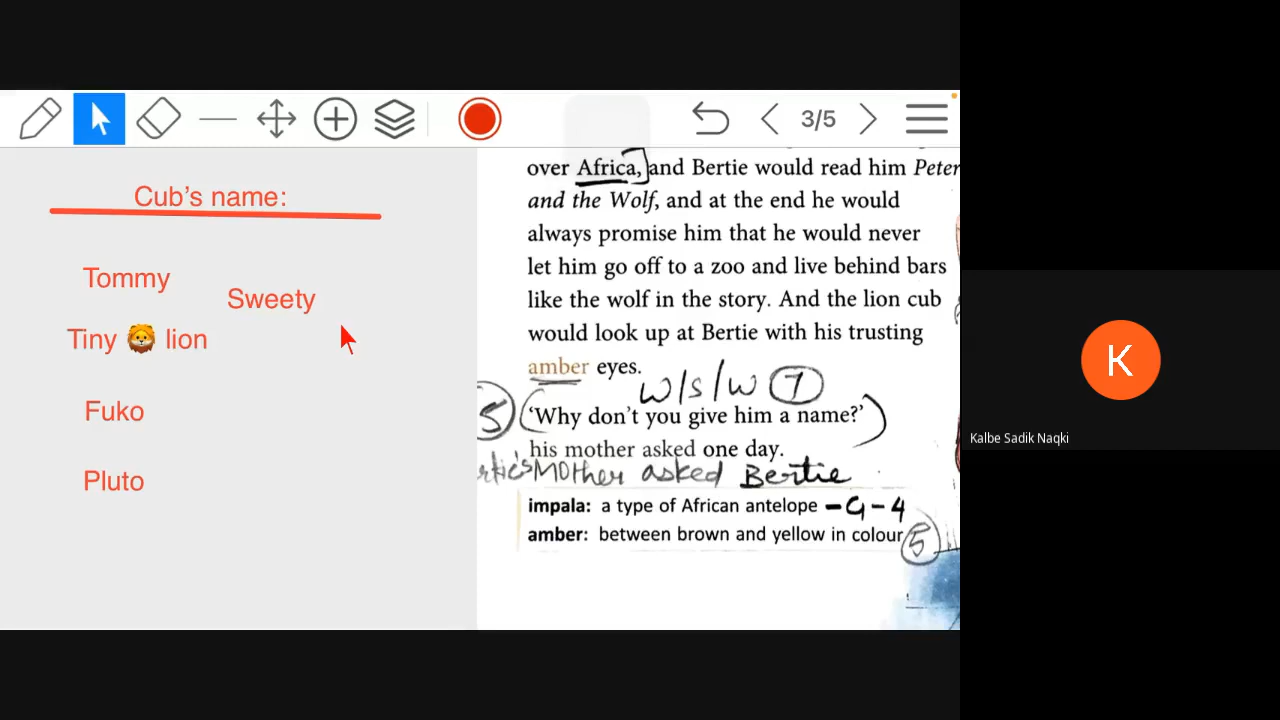 3/5
Cub's name:
Tommy
Sweety
Tiny 🦁 lion
Fuko
Pluto
over Africa, and Bertie would read him Peter
and the Wolf, and at the end he would
always promise him that he would never
let him go off to a zoo and live behind bars
like the wolf in the story. And the lion cub
would look up at Bertie with his trusting
amber eyes.
W/S/W 7
5 ('Why don't you give him a name?')
his mother asked one day.
Mother asked Bertie
impala: a type of African antelope - G - 4
amber: between brown and yellow in colour 5
K
Kalbe Sadik Naqki